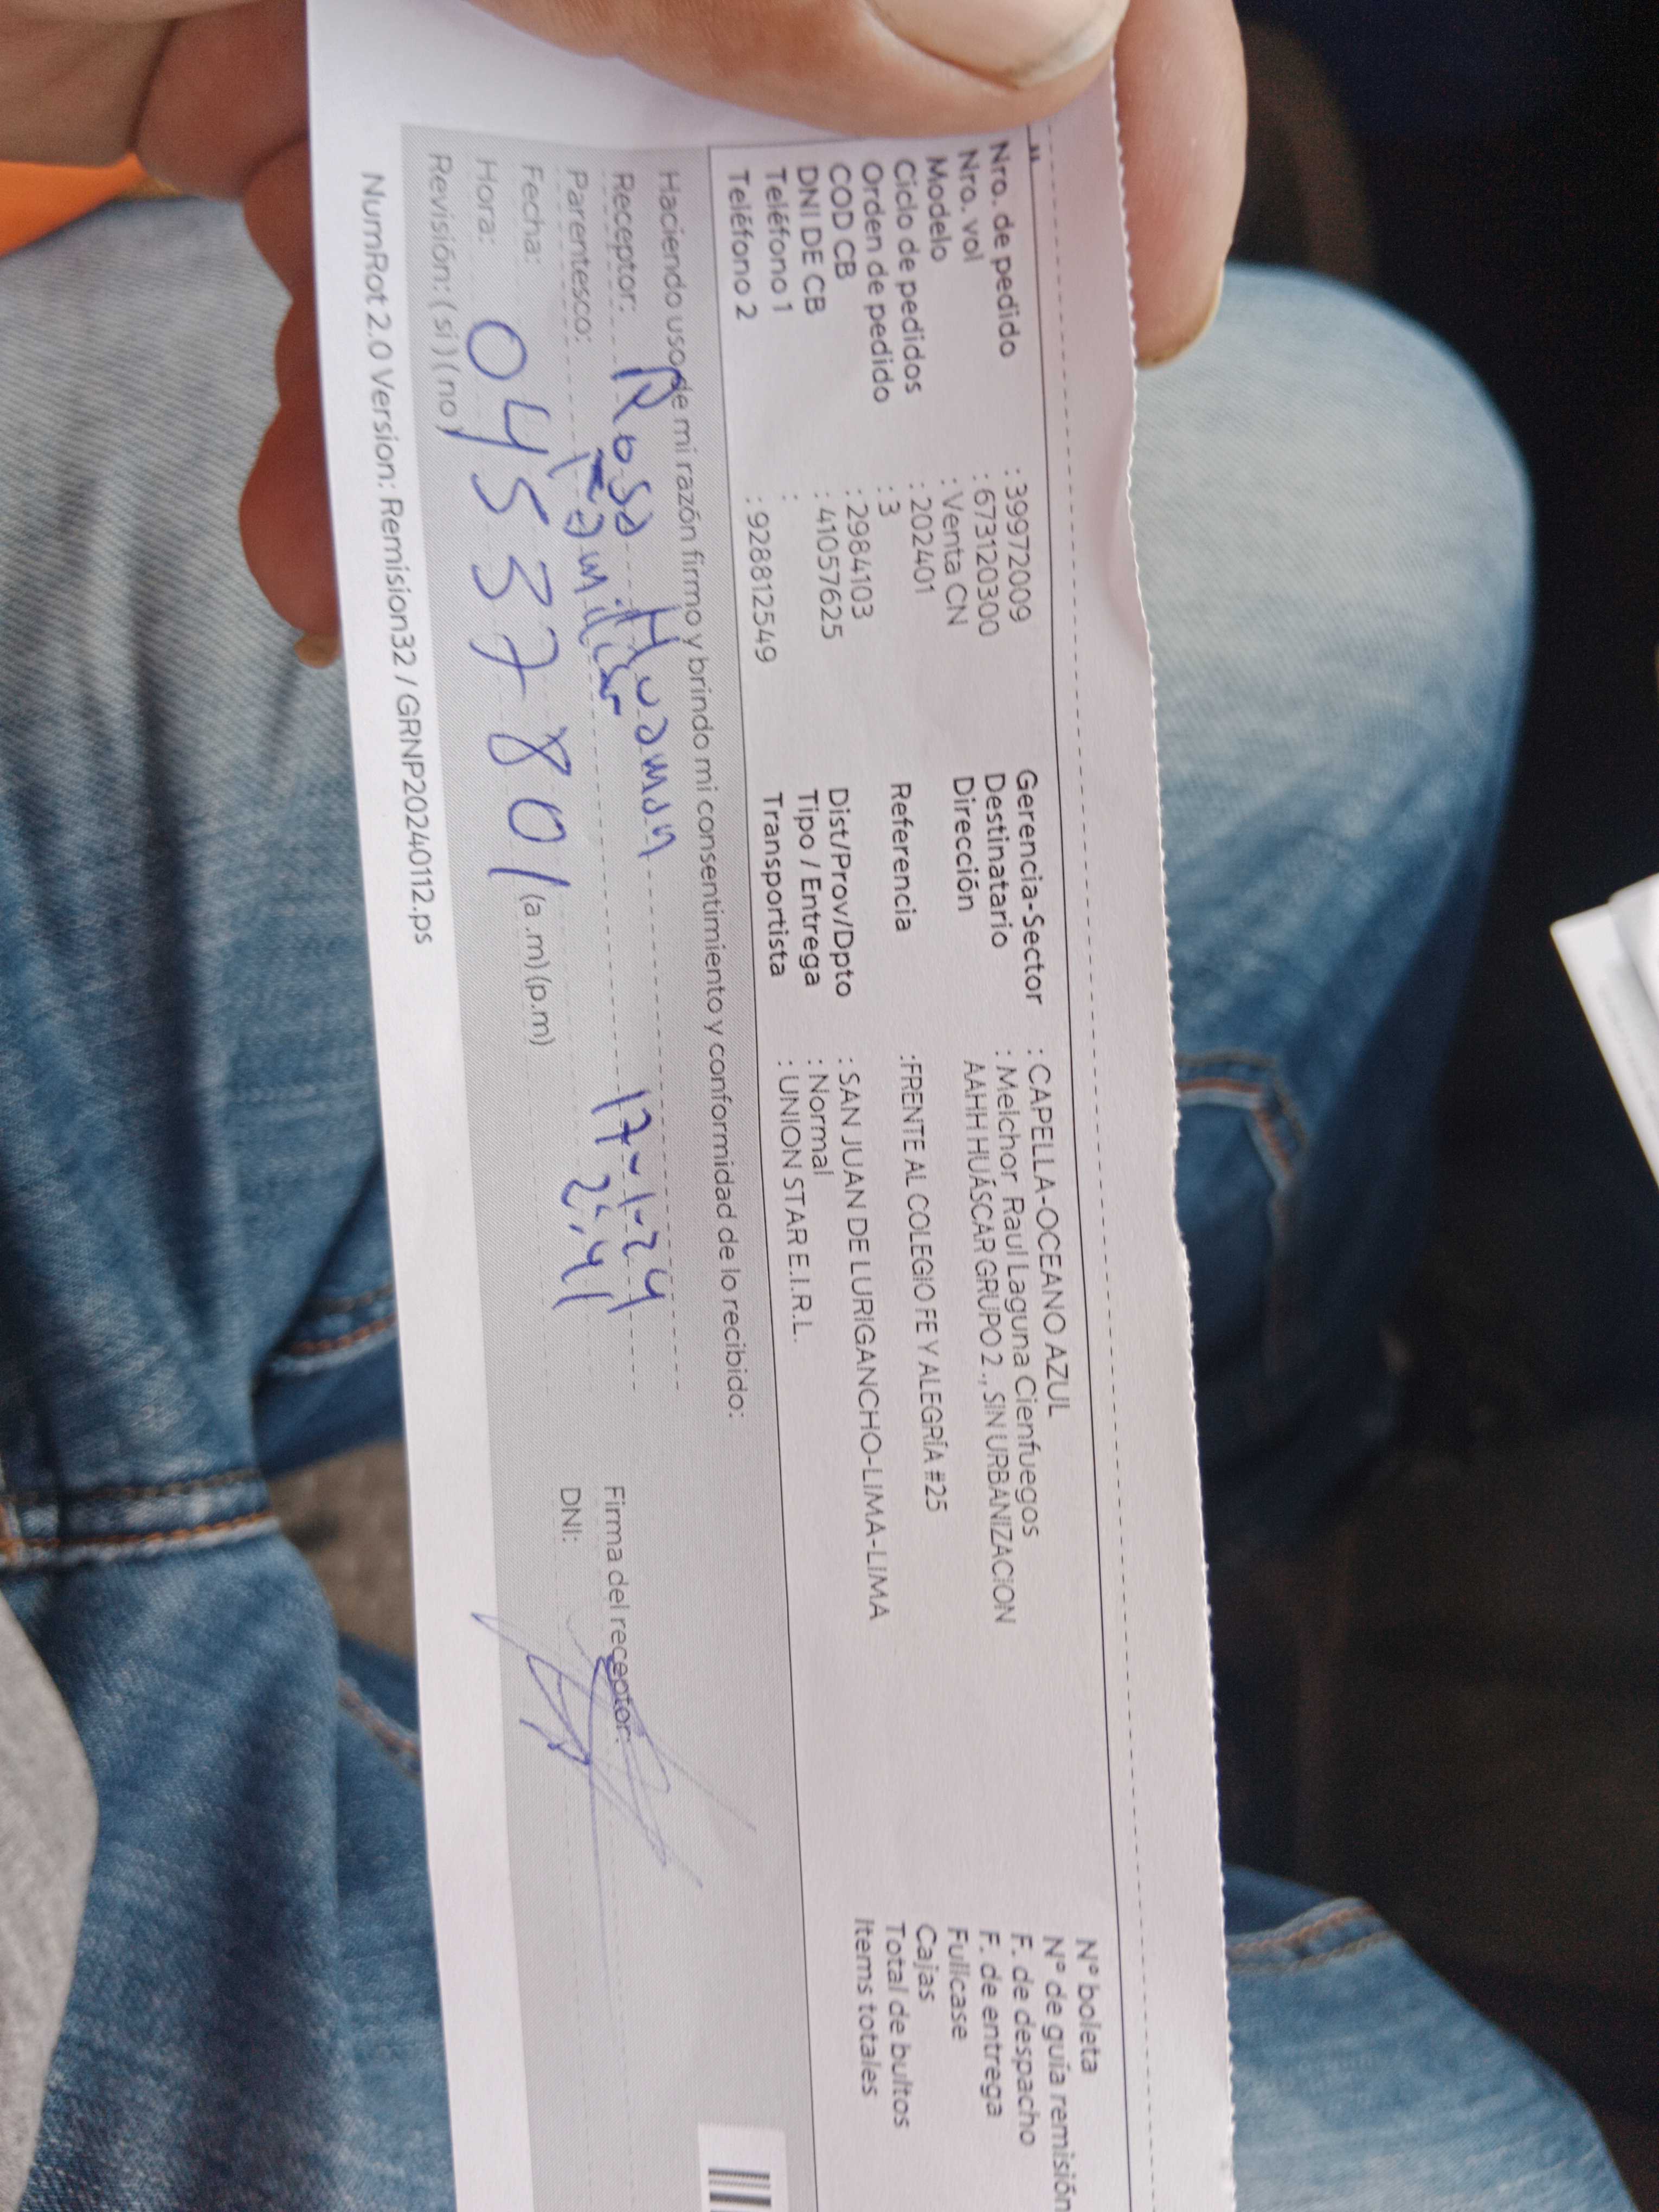 Nro. de pedido : 39972009
Nro. vol : 673120300
Modelo : Venta CN
Ciclo de pedidos : 202401
Orden de pedido : 3
COD CB : 2984103
DNI DE CB : 41057625
Teléfono 1 :
Teléfono 2 : 928812549
Gerencia-Sector : CAPELLA-OCEANO AZUL
Destinatario : Melchor Raul Laguna Cienfuegos
Dirección AAHH HUÁSCAR GRUPO 2 ., SIN URBANIZACION
Referencia :FRENTE AL COLEGIO FE Y ALEGRÍA #25
Dist/Prov/Dpto : SAN JUAN DE LURIGANCHO-LIMA-LIMA
Tipo / Entrega : Normal
Transportista : UNION STAR E.I.R.L.
N° boleta
N° de guía remisión
F. de despacho
F. de entrega
Fullcase
Cajas
Total de bultos
Items totales
Haciendo uso de mi razón firmo y brindo mi consentimiento y conformidad de lo recibido:
Receptor: Rosa Huaman
Parentesco: Familiar 17-1-24
Fecha: 2:41
Hora: 04537801 (a.m) (p.m)
Revisión: (si) (no)
Firma del receptor:
DNI:
NumRot 2.0 Version: Remision32 / GRNP20240112.ps